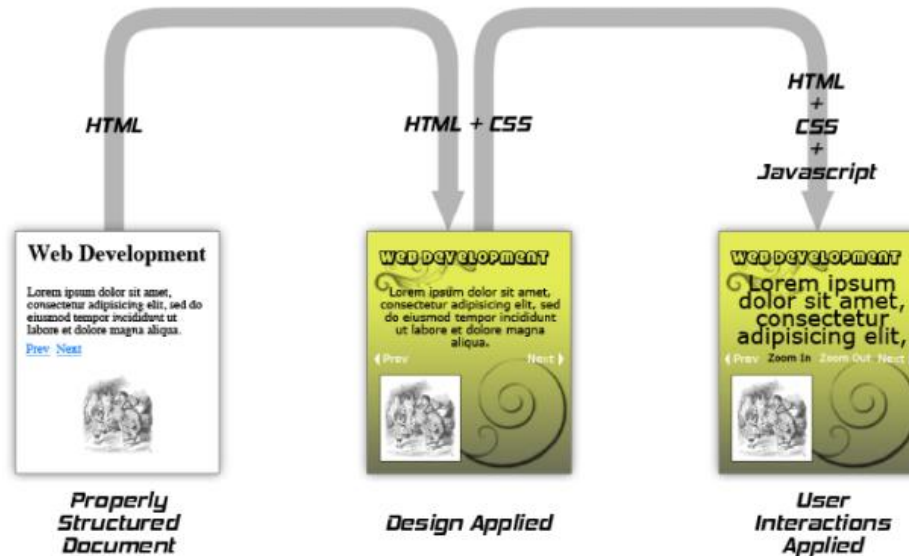 HTML
HTML + CSS
HTML
+
CSS
+
Javascript
Web Development
Lorem ipsum dolor sit amet,
consectetur adipisicing elit, sed do
eiusmod tempor incididunt ut
labore et dolore magna aliqua.
Prev Next
Properly
Structured
Document
Web Development
Lorem ipsum dolor sit amet,
consectetur adipisicing elit, sed
do eiusmod tempor incididunt
ut labore et dolore magna
aliqua.
Prev Next
Design Applied
Web Development
Lorem ipsum
dolor sit amet,
consectetur
adipisicing elit,
Prev Zoom In Zoom Out Next
User
Interactions
Applied